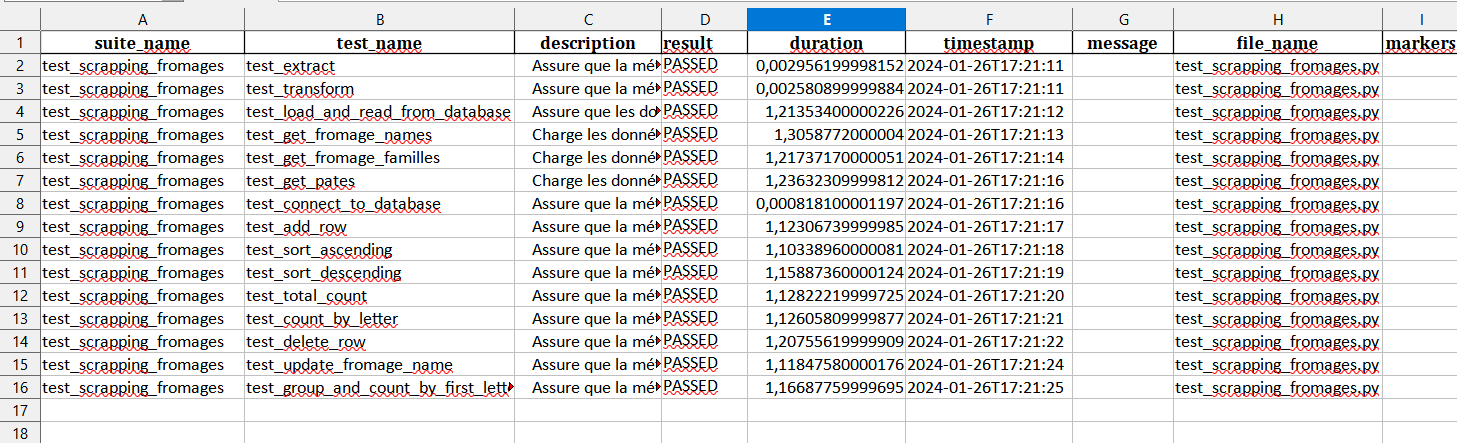 A B C D E F G H I
1 suite_name test_name description result duration timestamp message file_name markers
2 test_scrapping_fromages test_extract Assure que la mé PASSED 0,002956199998152 2024-01-26T17:21:11 test_scrapping_fromages.py
3 test_scrapping_fromages test_transform Assure que la mé PASSED 0,002580899999884 2024-01-26T17:21:11 test_scrapping_fromages.py
4 test_scrapping_fromages test_load_and_read_from_database Assure que les do PASSED 1,21353400000226 2024-01-26T17:21:12 test_scrapping_fromages.py
5 test_scrapping_fromages test_get_fromage_names Charge les donné PASSED 1,3058772000004 2024-01-26T17:21:13 test_scrapping_fromages.py
6 test_scrapping_fromages test_get_fromage_familles Charge les donné PASSED 1,21737170000051 2024-01-26T17:21:14 test_scrapping_fromages.py
7 test_scrapping_fromages test_get_pates Charge les donné PASSED 1,23632309999812 2024-01-26T17:21:16 test_scrapping_fromages.py
8 test_scrapping_fromages test_connect_to_database Assure que la mé PASSED 0,000818100001197 2024-01-26T17:21:16 test_scrapping_fromages.py
9 test_scrapping_fromages test_add_row Assure que la mé PASSED 1,12306739999985 2024-01-26T17:21:17 test_scrapping_fromages.py
10 test_scrapping_fromages test_sort_ascending Assure que la mé PASSED 1,10338960000081 2024-01-26T17:21:18 test_scrapping_fromages.py
11 test_scrapping_fromages test_sort_descending Assure que la mé PASSED 1,15887360000124 2024-01-26T17:21:19 test_scrapping_fromages.py
12 test_scrapping_fromages test_total_count Assure que la mé PASSED 1,12822219999725 2024-01-26T17:21:20 test_scrapping_fromages.py
13 test_scrapping_fromages test_count_by_letter Assure que la mé PASSED 1,12605809999877 2024-01-26T17:21:21 test_scrapping_fromages.py
14 test_scrapping_fromages test_delete_row Assure que la mé PASSED 1,20755619999909 2024-01-26T17:21:22 test_scrapping_fromages.py
15 test_scrapping_fromages test_update_fromage_name Assure que la mé PASSED 1,11847580000176 2024-01-26T17:21:24 test_scrapping_fromages.py
16 test_scrapping_fromages test_group_and_count_by_first_lett Assure que la mé PASSED 1,16687759999695 2024-01-26T17:21:25 test_scrapping_fromages.py
17
18